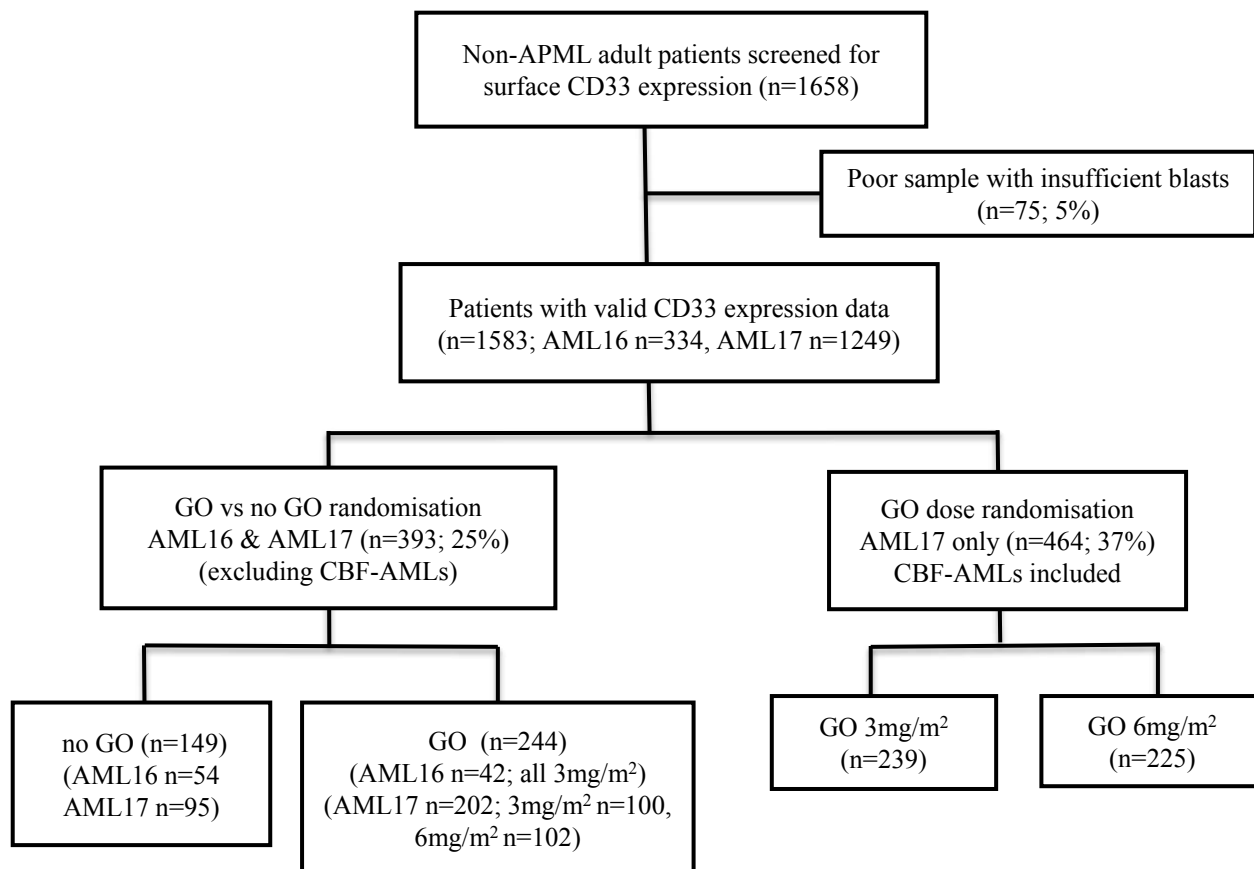 Non-APML adult patients screened for
surface CD33 expression (n=1658)
Poor sample with insufficient blasts
(n=75; 5%)
Patients with valid CD33 expression data
(n=1583; AML16 n=334, AML17 n=1249)
GO vs no GO randomisation
AML16 & AML17 (n=393; 25%)
(excluding CBF-AMLs)
GO dose randomisation
AML17 only (n=464; 37%)
CBF-AMLs included
no GO (n=149)
(AML16 n=54
AML17 n=95)
GO (n=244)
(AML16 n=42; all 3mg/m²)
(AML17 n=202; 3mg/m² n=100,
6mg/m² n=102)
GO 3mg/m²
(n=239)
GO 6mg/m²
(n=225)